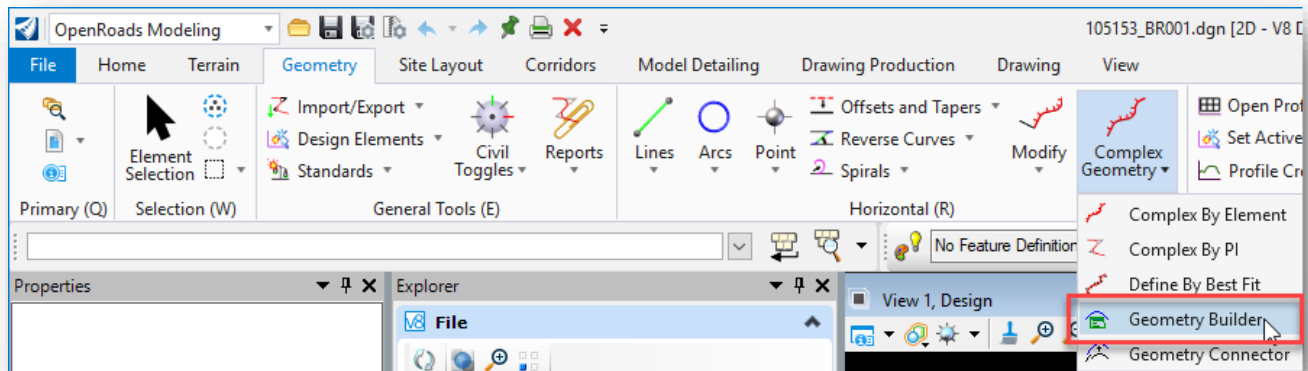 OpenRoads Modeling
105153_BR001.dgn [2D - V8 D
File Home Terrain Geometry Site Layout Corridors Model Detailing Drawing Production Drawing View
Import/Export
Design Elements
Standards
Element
Selection
Civil
Toggles
Reports
Lines
Arcs
Point
Offsets and Tapers
Reverse Curves
Spirals
Modify
Complex
Geometry
Open Prof
Set Active
Profile Cr
Primary (Q) Selection (W) General Tools (E) Horizontal (R)
No Feature Definition
Complex By Element
Complex By PI
Define By Best Fit
Geometry Builder
Geometry Connector
Properties
Explorer
V8 File
View 1, Design